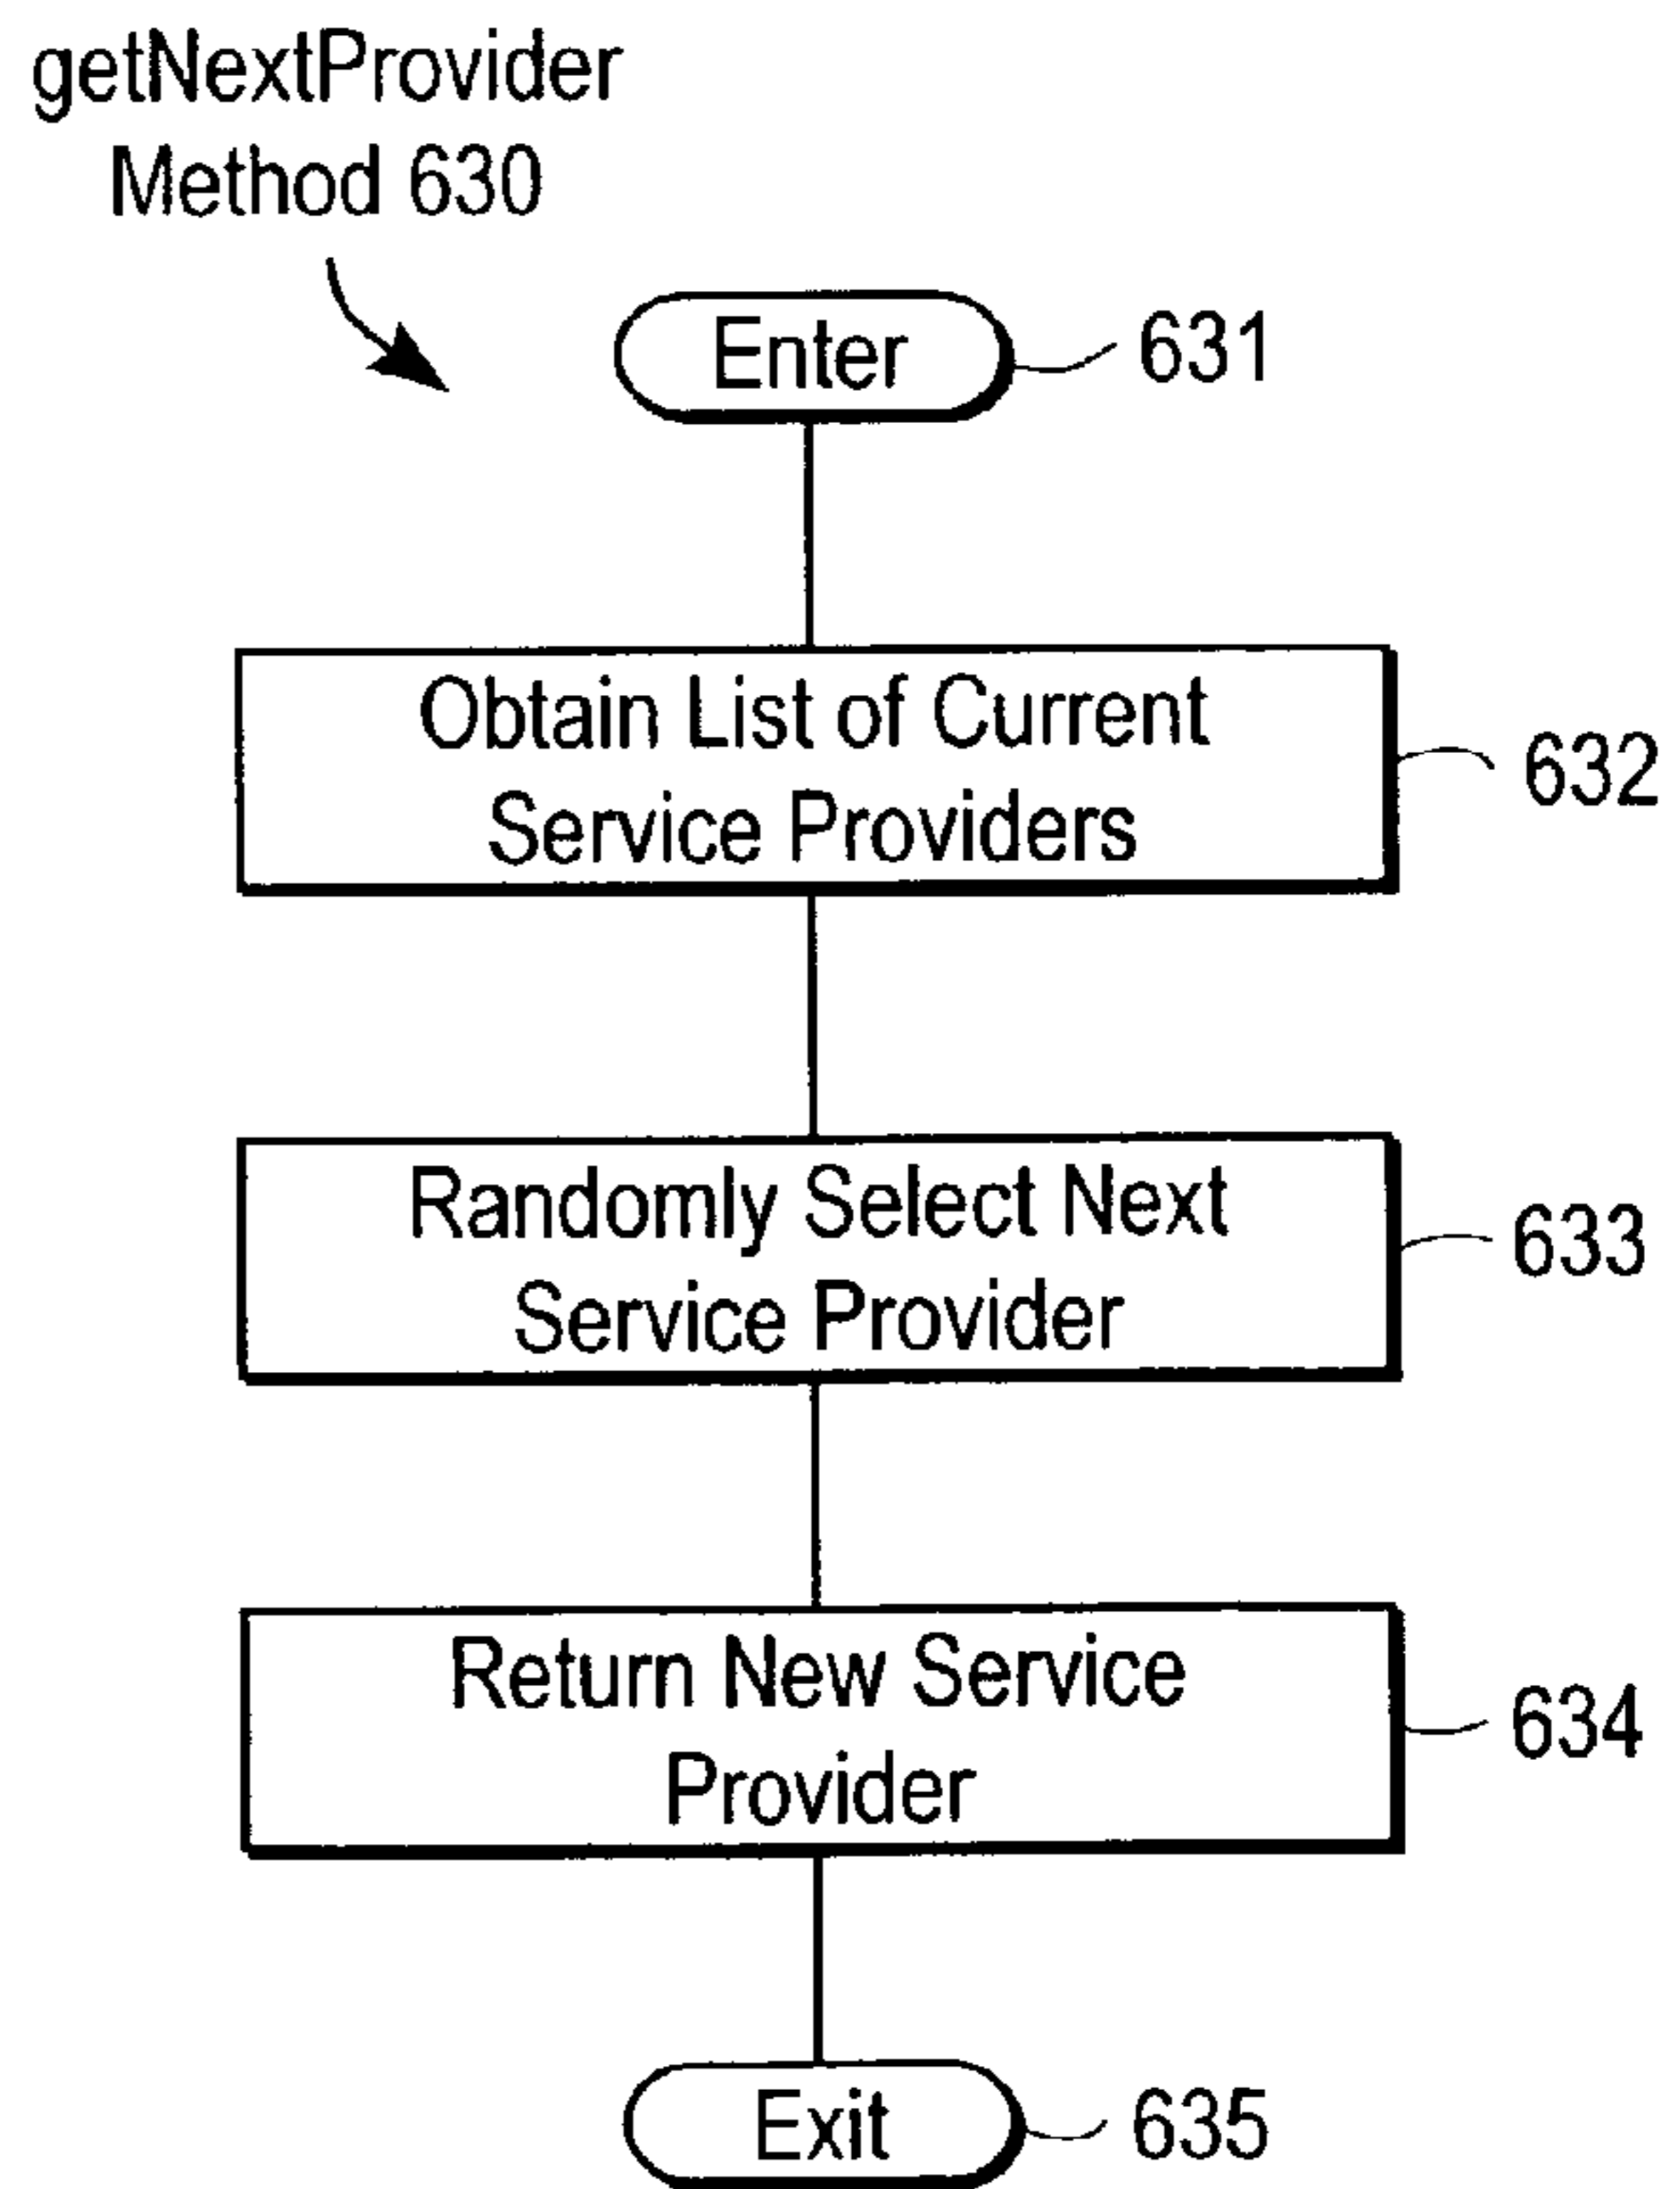 getNextProvider
Method 630
Enter
631
Obtain List of Current
Service Providers
632
Randomly Select Next
Service Provider
633
Return New Service
Provider
634
Exit
635